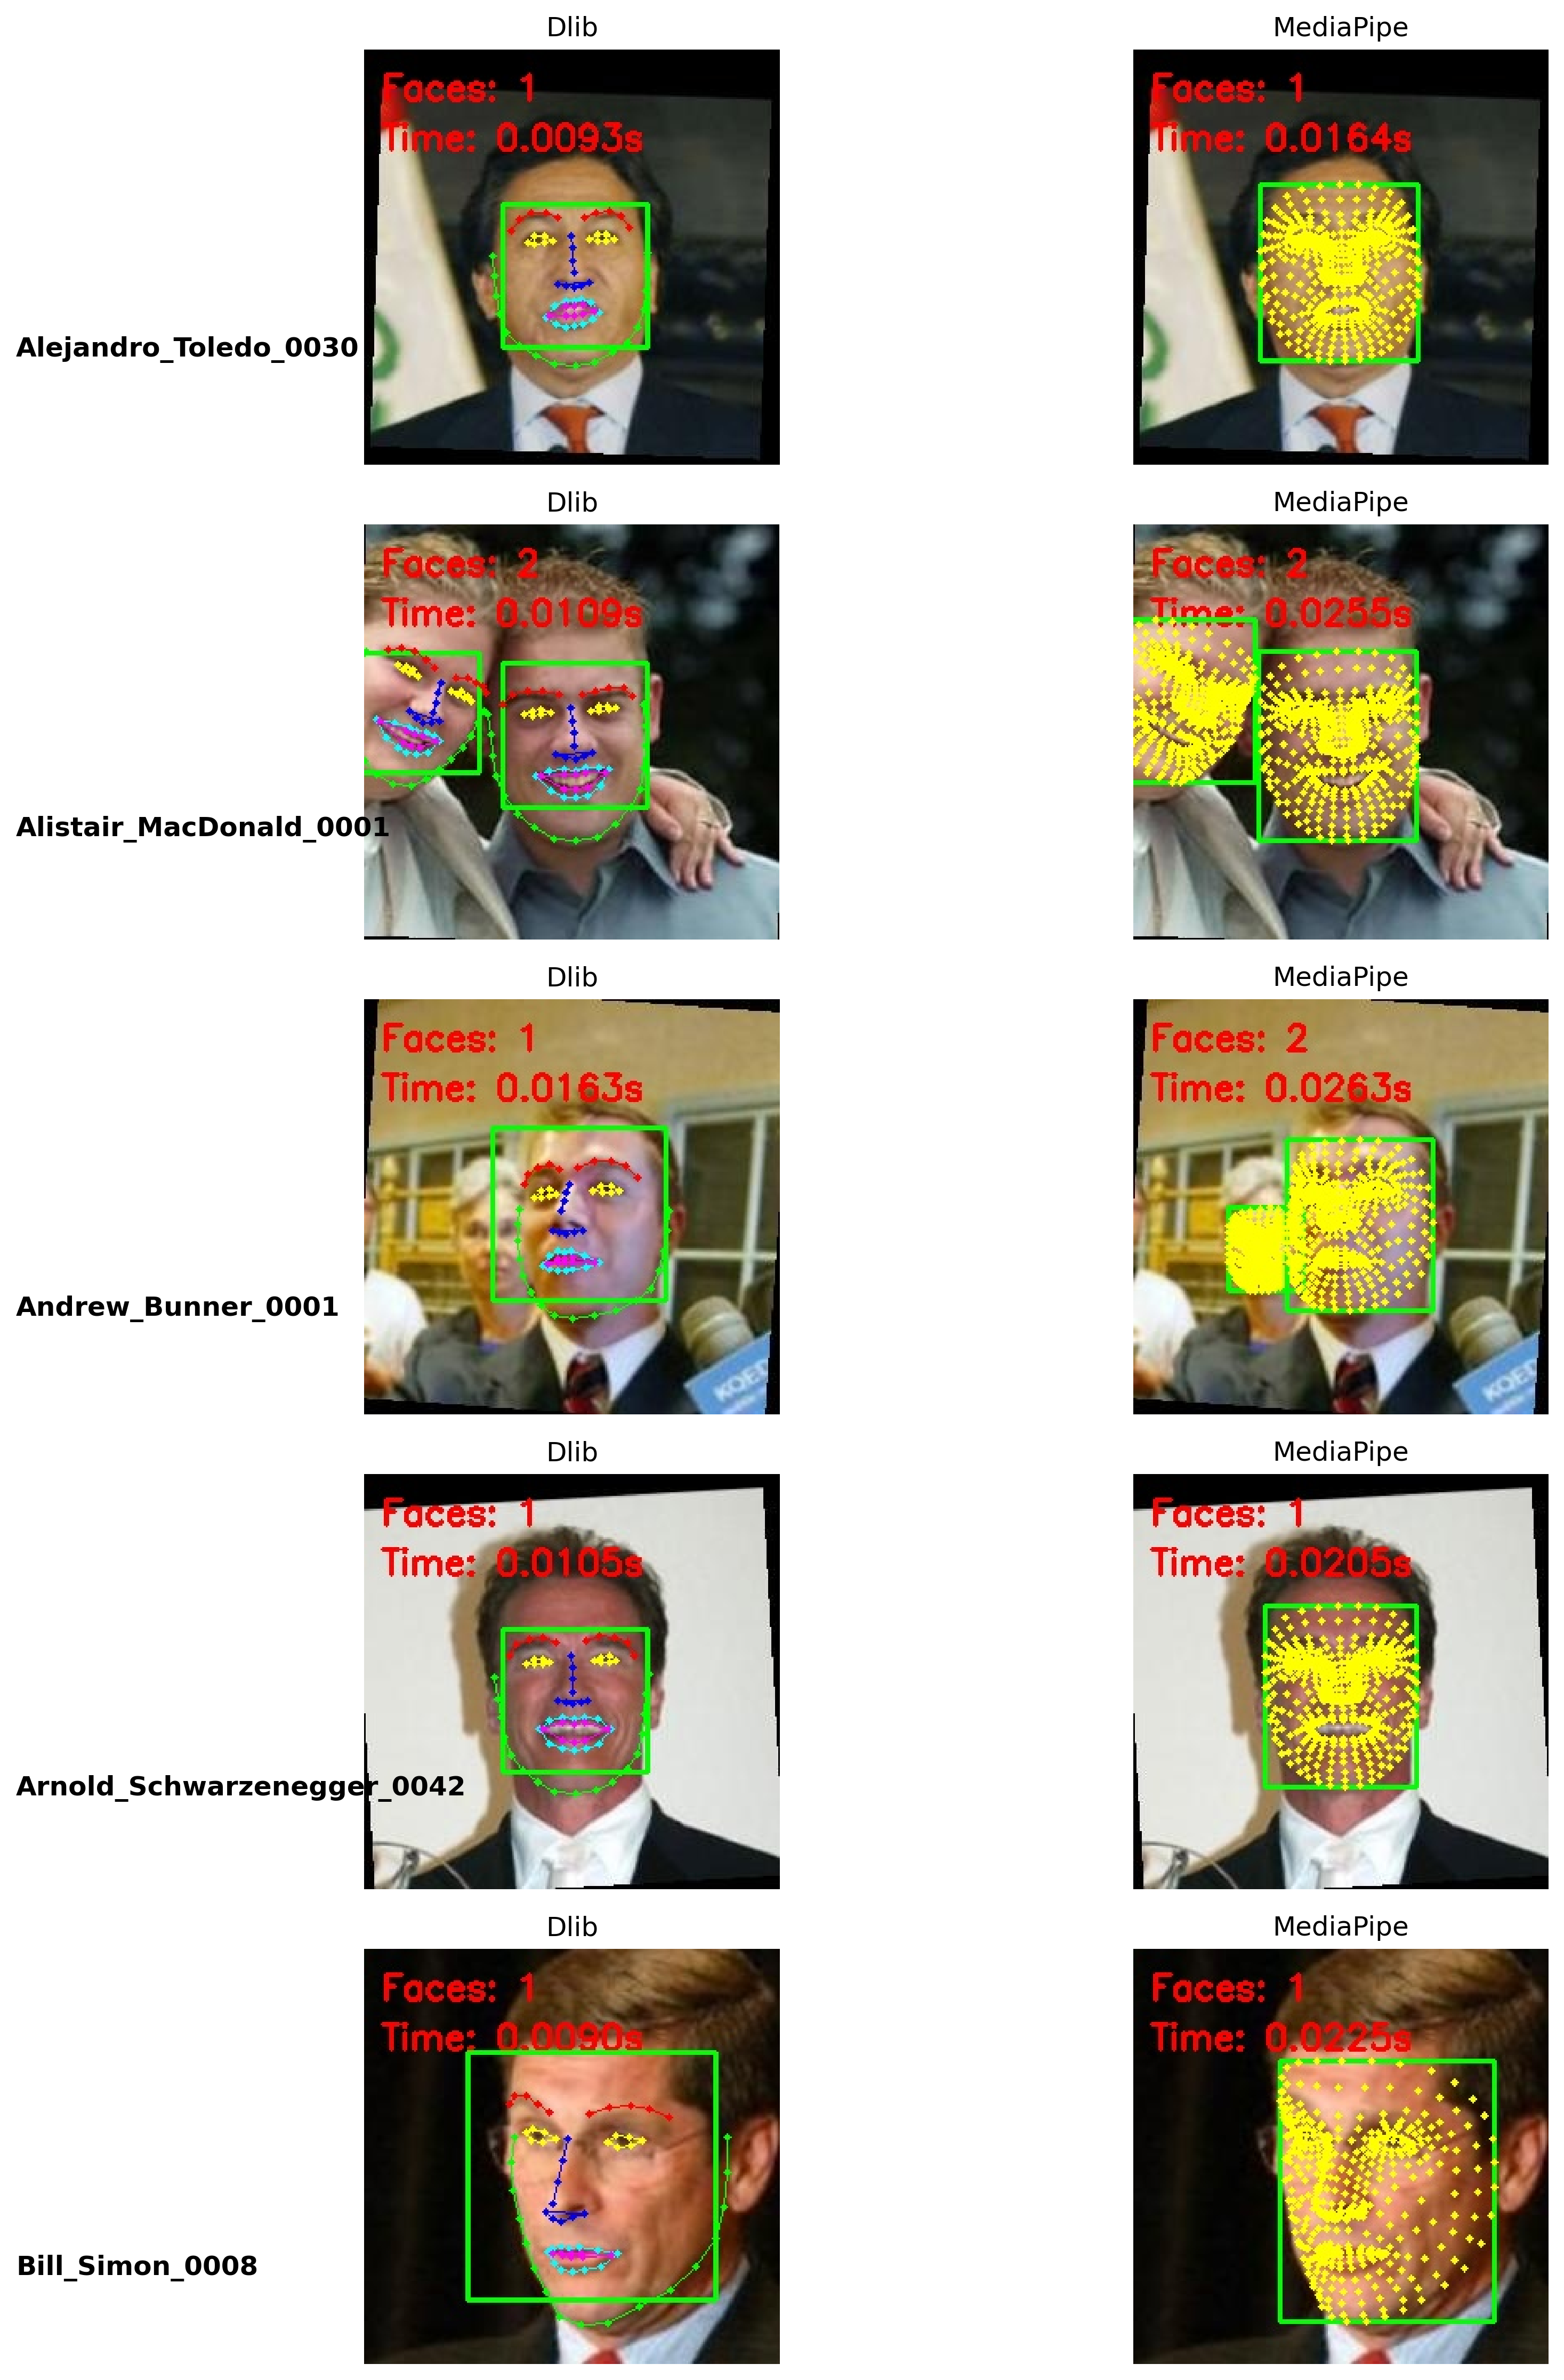 Dlib
MediaPipe
Faces: 1
Time: 0.0093s
Faces: 1
Time: 0.0164s
Alejandro_Toledo_0030
Dlib
MediaPipe
Faces: 2
Time: 0.0109s
Faces: 2
Time: 0.0255s
Alistair_MacDonald_0001
Dlib
MediaPipe
Faces: 1
Time: 0.0163s
Faces: 2
Time: 0.0263s
Andrew_Bunner_0001
KQED
KQED
Dlib
MediaPipe
Faces: 1
Time: 0.0105s
Faces: 1
Time: 0.0205s
Arnold_Schwarzenegger_0042
Dlib
MediaPipe
Faces: 1
Time: 0.0090s
Faces: 1
Time: 0.0225s
Bill_Simon_0008